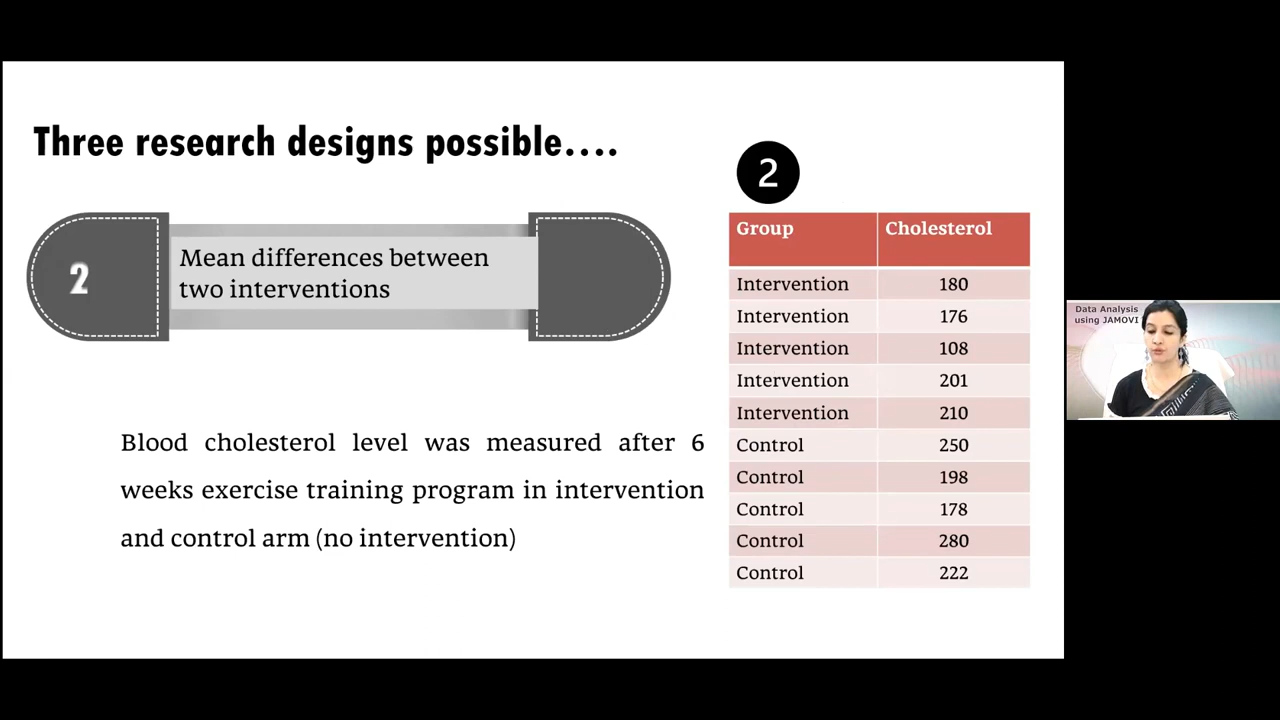 Three research designs possible....
2
Mean differences between
two interventions
Blood cholesterol level was measured after 6
weeks exercise training program in intervention
and control arm (no intervention)
2
Group Cholesterol
Intervention 180
Intervention 176
Intervention 108
Intervention 201
Intervention 210
Control 250
Control 198
Control 178
Control 280
Control 222
Data Analysis
using JAMOVI